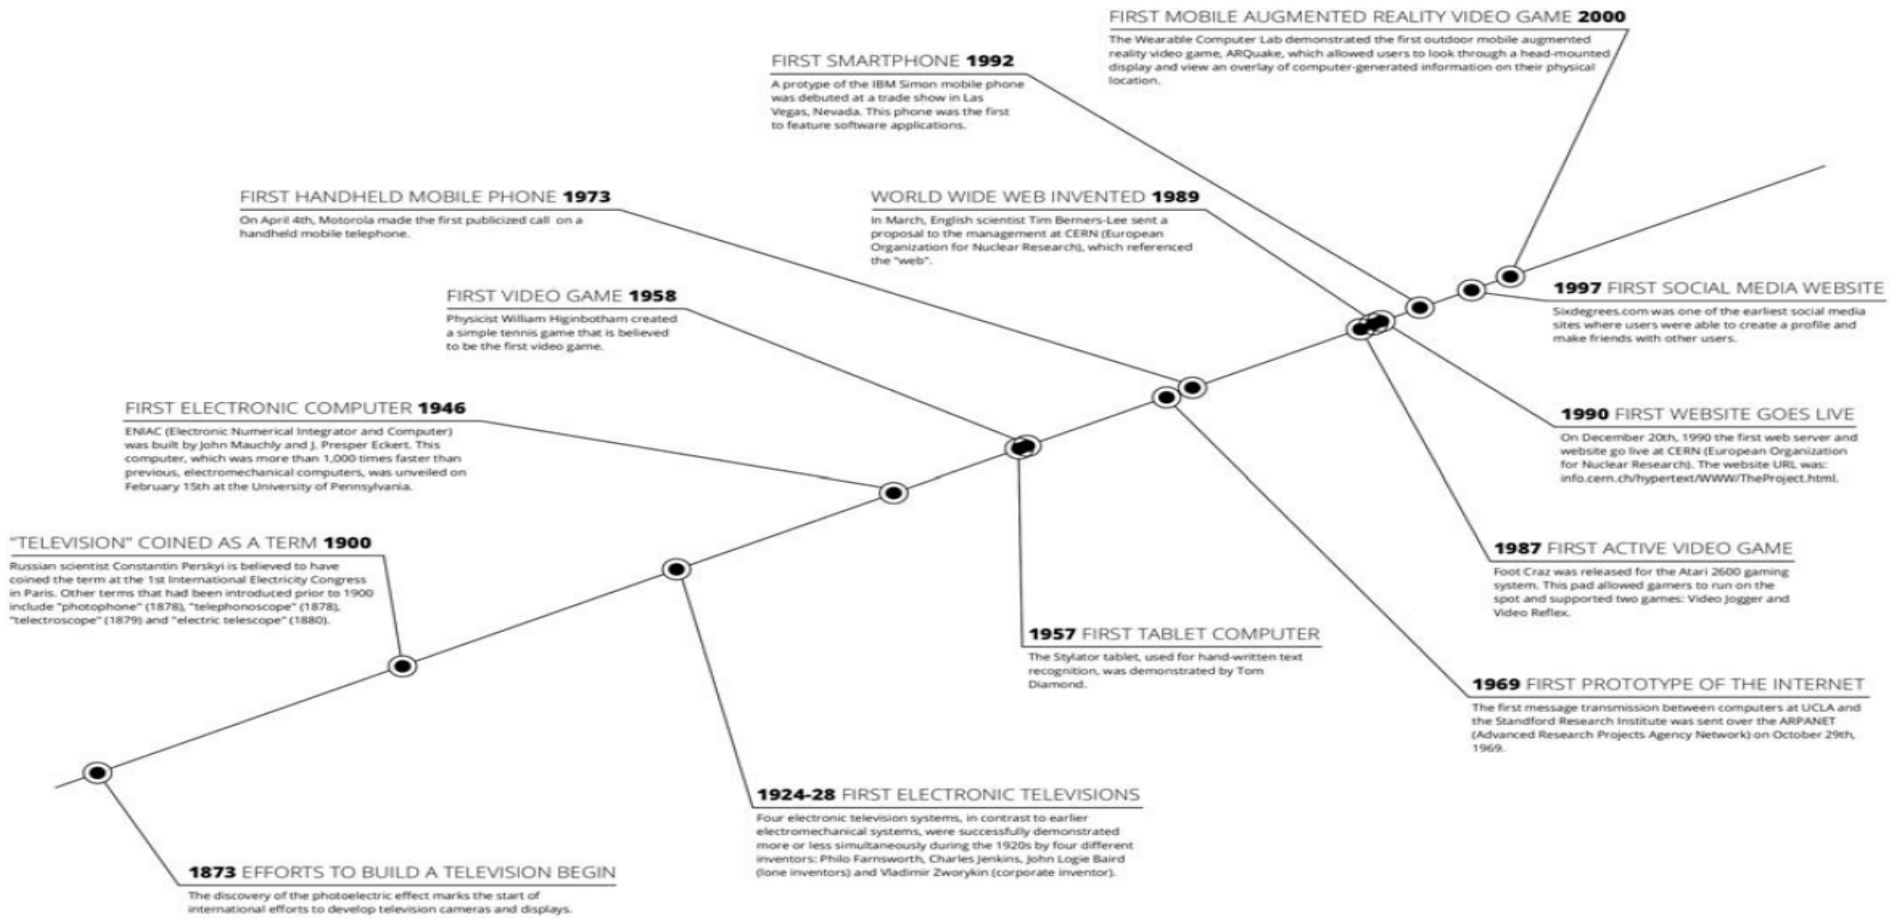 FIRST MOBILE AUGMENTED REALITY VIDEO GAME 2000
The Wearable Computer Lab demonstrated the first outdoor mobile augmented
reality video game, ARQuake, which allowed users to look through a head-mounted
display and view an overlay of computer-generated information on their physical
location.
FIRST SMARTPHONE 1992
A protype of the IBM Simon mobile phone
was debuted at a trade show in Las
Vegas, Nevada. This phone was the first
to feature software applications.
FIRST HANDHELD MOBILE PHONE 1973
On April 4th, Motorola made the first publicized call on a
handheld mobile telephone.
WORLD WIDE WEB INVENTED 1989
In March, English scientist Tim Berners-Lee sent a
proposal to the management at CERN (European
Organization for Nuclear Research), which referenced
the "web".
1997 FIRST SOCIAL MEDIA WEBSITE
Sixdegrees.com was one of the earliest social media
sites where users were able to create a profile and
make friends with other users.
FIRST VIDEO GAME 1958
Physicist William Higinbotham created
a simple tennis game that is believed
to be the first video game.
FIRST ELECTRONIC COMPUTER 1946
ENIAC (Electronic Numerical Integrator and Computer)
was built by John Mauchly and J. Presper Eckert. This
computer, which was more than 1,000 times faster than
previous, electromechanical computers, was unveiled on
February 15th at the University of Pennsylvania.
1990 FIRST WEBSITE GOES LIVE
On December 20th, 1990 the first web server and
website go live at CERN (European Organization
for Nuclear Research). The website URL was:
info.cern.ch/hypertext/WWW/TheProject.html.
"TELEVISION" COINED AS A TERM 1900
Russian scientist Constantin Perskyi is believed to have
coined the term at the 1st International Electricity Congress
in Paris. Other terms that had been introduced prior to 1900
include "photophone" (1878), "telephonoscope" (1878),
"telectroscope" (1879) and "electric telescope" (1880).
1987 FIRST ACTIVE VIDEO GAME
Foot Craz was released for the Atari 2600 gaming
system. This pad allowed gamers to run on the
spot and supported two games: Video Jogger and
Video Reflex.
1957 FIRST TABLET COMPUTER
The Stylator tablet, used for hand-written text
recognition, was demonstrated by Tom
Diamond.
1969 FIRST PROTOTYPE OF THE INTERNET
The first message transmission between computers at UCLA and
the Standford Research Institute was sent over the ARPANET
(Advanced Research Projects Agency Network) on October 29th,
1969.
1924-28 FIRST ELECTRONIC TELEVISIONS
Four electronic television systems, in contrast to earlier
electromechanical systems, were successfully demonstrated
more or less simultaneously during the 1920s by four different
inventors: Philo Farnsworth, Charles Jenkins, John Logie Baird
(lone inventors) and Vladimir Zworykin (corporate inventor).
1873 EFFORTS TO BUILD A TELEVISION BEGIN
The discovery of the photoelectric effect marks the start of
international efforts to develop television cameras and displays.